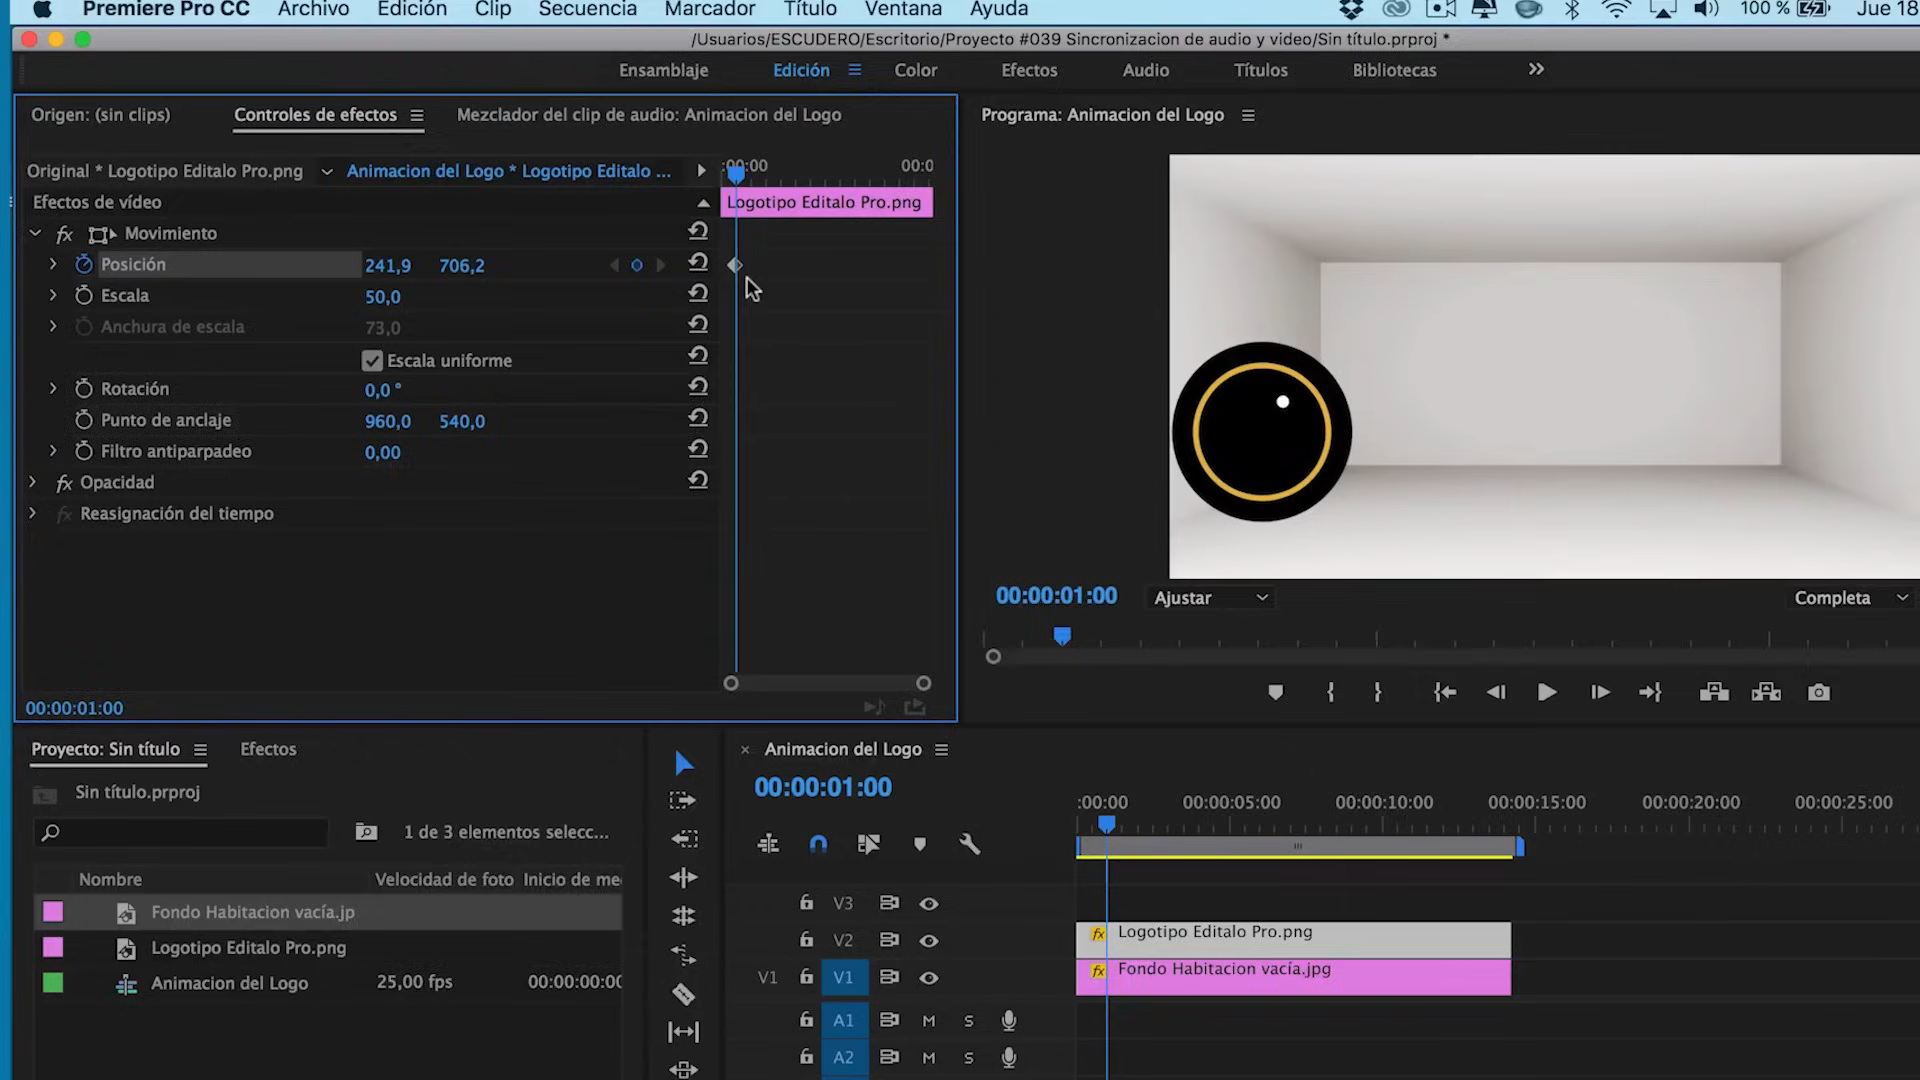 Premiere Pro CC Archivo Edición Clip Secuencia Marcador Título Ventana Ayuda 100 % Jue 18
/Usuarios/ESCUDERO/Escritorio/Proyecto #039 Sincronizacion de audio y video/Sin título.prproj *
Ensamblaje Edición Color Efectos Audio Títulos Bibliotecas
Origen: (sin clips) Controles de efectos Mezclador del clip de audio: Animacion del Logo
Programa: Animacion del Logo
Original * Logotipo Editalo Pro.png Animacion del Logo * Logotipo Editalo ... :00:00 00:0
Efectos de vídeo Logotipo Editalo Pro.png
fx Movimiento
Posición 241,9 706,2
Escala 50,0
Anchura de escala 73,0
Escala uniforme
Rotación 0,0 °
Punto de anclaje 960,0 540,0
Filtro antiparpadeo 0,00
fx Opacidad
fx Reasignación del tiempo
00:00:01:00
00:00:01:00 Ajustar Completa
Proyecto: Sin título Efectos
Sin título.prproj
1 de 3 elementos selecc...
Nombre Velocidad de foto Inicio de me
Fondo Habitacion vacía.jp
Logotipo Editalo Pro.png
Animacion del Logo 25,00 fps 00:00:00:00
Animacion del Logo
00:00:01:00
:00:00 00:00:05:00 00:00:10:00 00:00:15:00 00:00:20:00 00:00:25:00
V3
V2 fx Logotipo Editalo Pro.png
V1 V1 fx Fondo Habitacion vacía.jpg
A1 M S
A2 M S